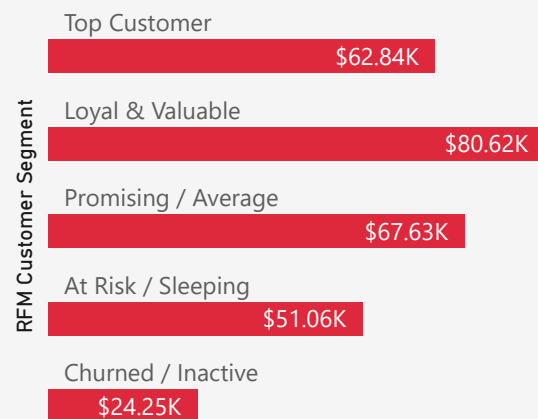 RFM Customer Segment
Top Customer
$62.84K
Loyal & Valuable
$80.62K
Promising / Average
$67.63K
At Risk / Sleeping
$51.06K
Churned / Inactive
$24.25K